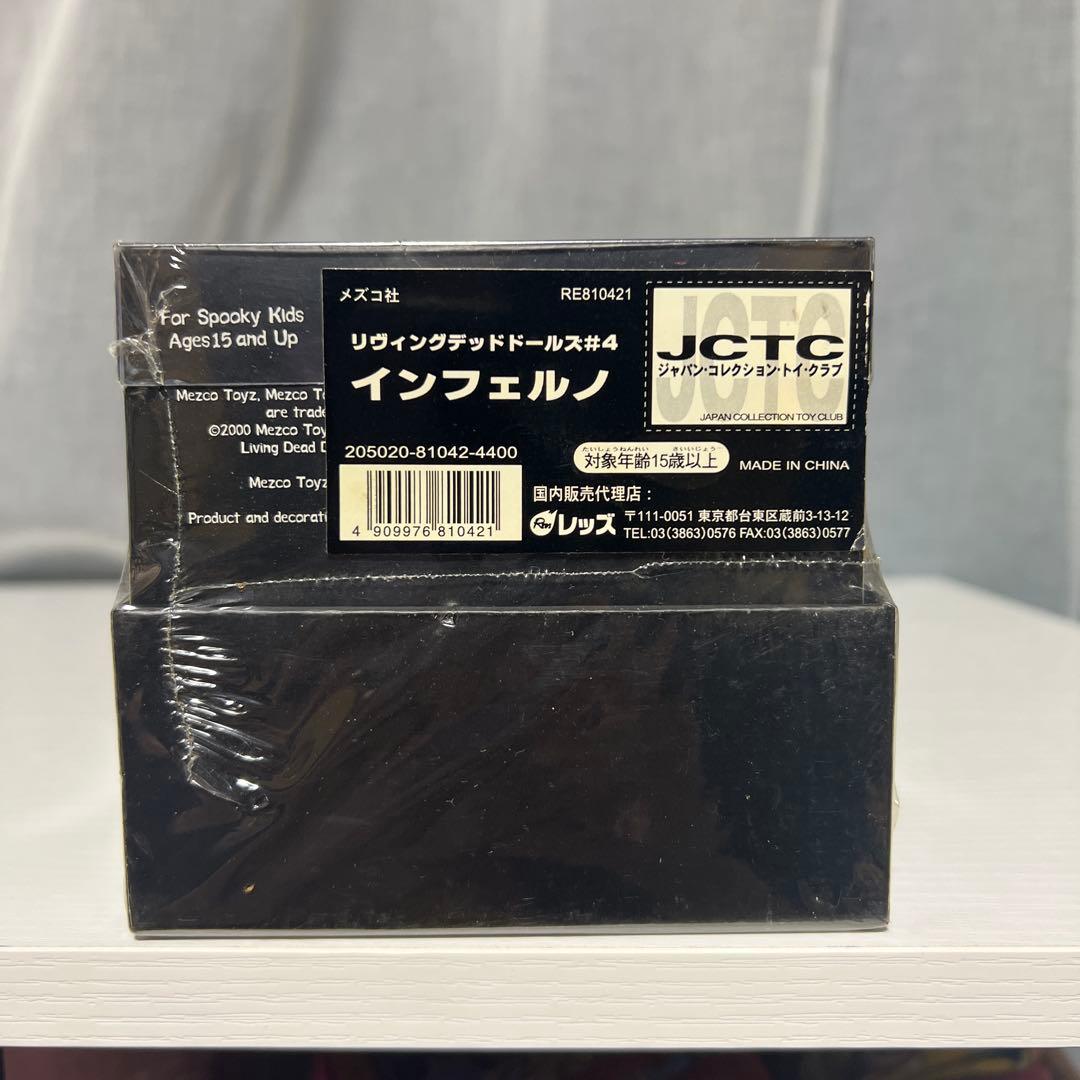 For Spooky Kids
Ages 15 and Up
Mezco Toyz, Mezco
are trade
©2000 Mezco Toy
Living Dead D
Mezco Toyz
Product and decorati
メズコ社
RE810421
リヴィングデッドドールズ#4
インフェルノ
205020-81042-4400
4 909976 810421
JCTC
JCTC
ジャパン・コレクション・トイ・クラブ
JAPAN COLLECTION TOY CLUB
たいしょうねんれい さいいじょう
対象年齢15歳以上
MADE IN CHINA
国内販売代理店:
レッズ
〒111-0051 東京都台東区蔵前3-13-12
TEL:03(3863)0576 FAX:03(3863)0577